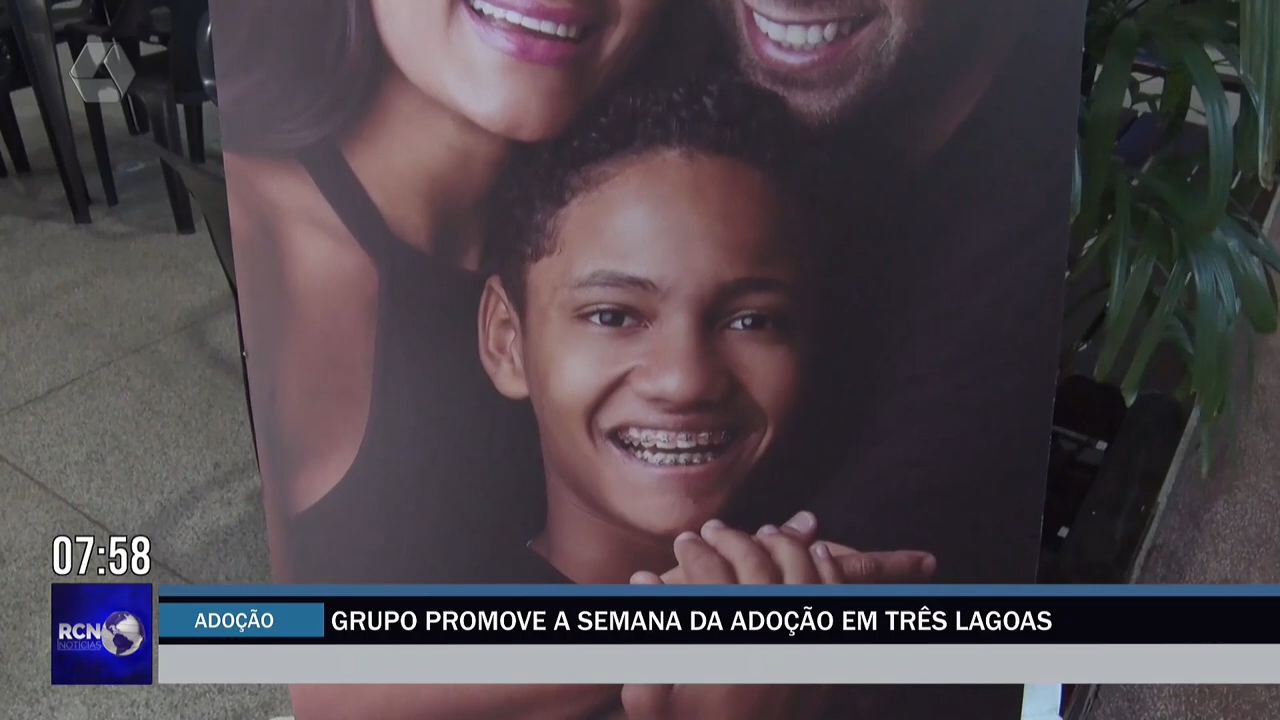 07:58
RCN
NOTÍCIAS
ADOÇÃO
GRUPO PROMOVE A SEMANA DA ADOÇÃO EM TRÊS LAGOAS